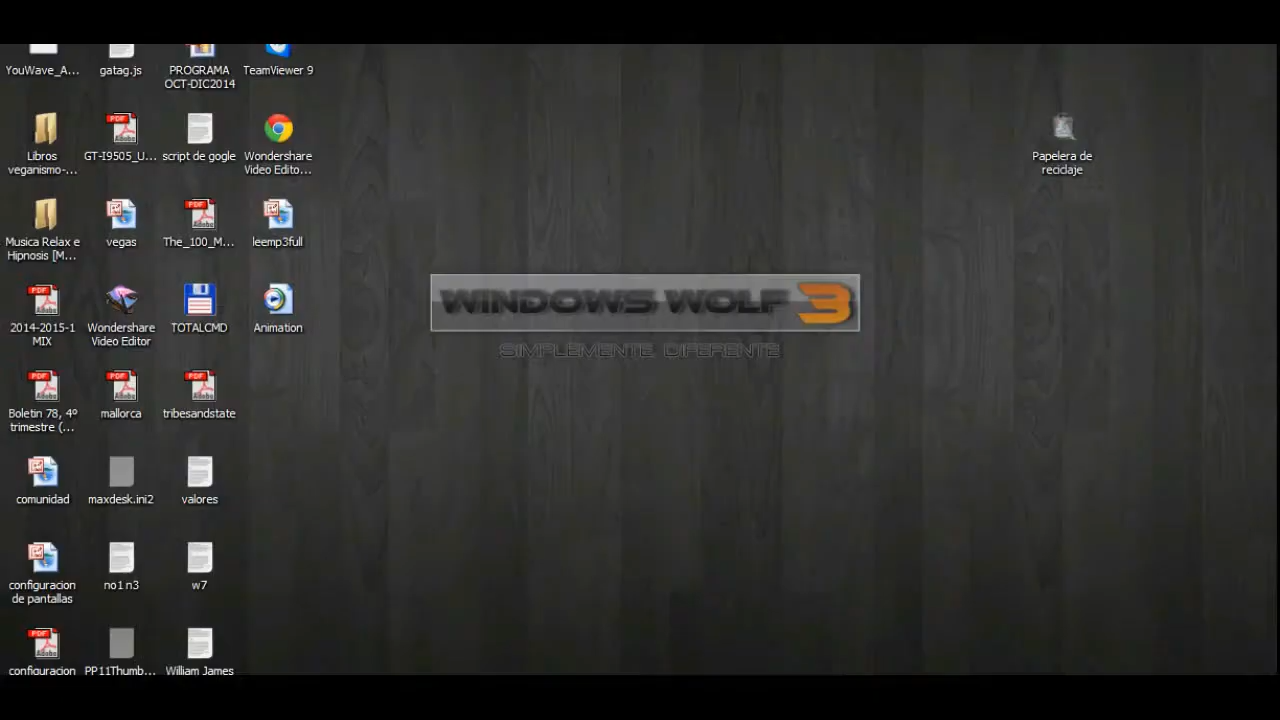 YouWave_A...
gatag.js
PROGRAMA
OCT-DIC2014
TeamViewer 9
Libros
veganismo-...
GT-I9505_U...
script de gogle
Wondershare
Video Edito...
Papelera de
reciclaje
Musica Relax e
Hipnosis [M...
vegas
The_100_M...
leemp3full
WINDOWS WOLF 3
SIMPLEMENTE DIFERENTE
2014-2015-1
MIX
Wondershare
Video Editor
TOTALCMD
Animation
Boletin 78, 4º
trimestre (...
mallorca
tribesandstate
comunidad
maxdesk.ini2
valores
configuracion
de pantallas
no1 n3
w7
configuracion
PP11Thumb...
William James